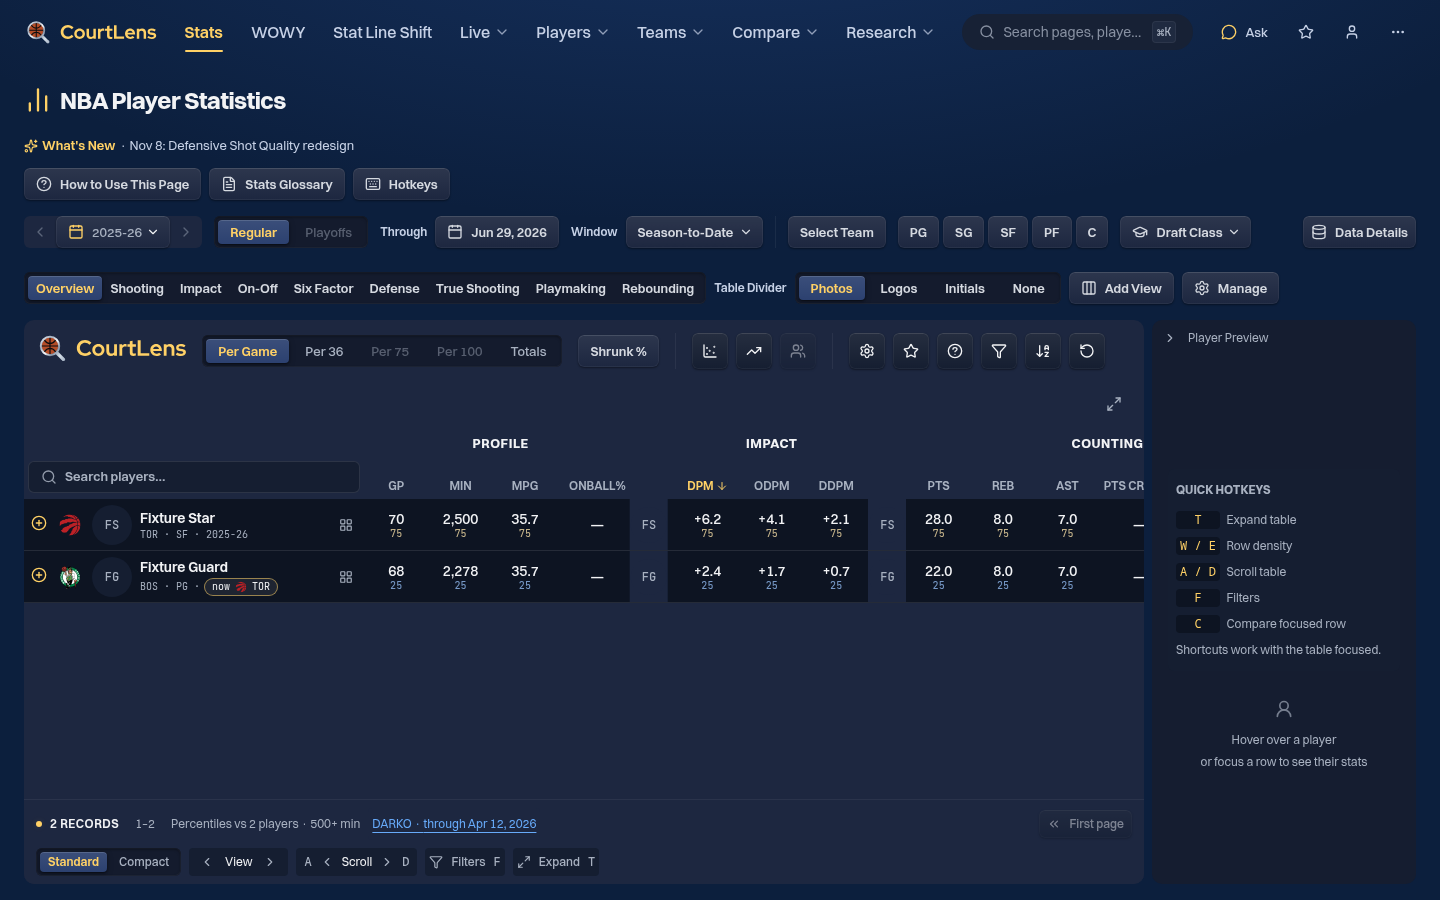 CourtLens Stats WOWY Stat Line Shift Live Players Teams Compare Research Search pages, playe... ⌘K Ask
NBA Player Statistics
What's New · Nov 8: Defensive Shot Quality redesign
How to Use This Page Stats Glossary Hotkeys
2025-26 Regular Playoffs Through Jun 29, 2026 Window Season-to-Date Select Team PG SG SF PF C Draft Class Data Details
Overview Shooting Impact On-Off Six Factor Defense True Shooting Playmaking Rebounding Table Divider Photos Logos Initials None Add View Manage
CourtLens Per Game Per 36 Per 75 Per 100 Totals Shrunk %
PROFILE IMPACT COUNTING
Search players... GP MIN MPG ONBALL% DPM ↓ ODPM DDPM PTS REB AST PTS CR
FS Fixture Star 70 2,500 35.7 — FS +6.2 +4.1 +2.1 FS 28.0 8.0 7.0 —
TOR · SF · 2025-26 75 75 75 75 75 75 75 75 75
FG Fixture Guard 68 2,278 35.7 — FG +2.4 +1.7 +0.7 FG 22.0 8.0 7.0 —
BOS · PG · now TOR 25 25 25 25 25 25 25 25 25
2 RECORDS 1–2 Percentiles vs 2 players · 500+ min DARKO · through Apr 12, 2026 First page
Standard Compact View A Scroll D Filters F Expand T
Player Preview
QUICK HOTKEYS
T Expand table
W / E Row density
A / D Scroll table
F Filters
C Compare focused row
Shortcuts work with the table focused.
Hover over a player
or focus a row to see their stats